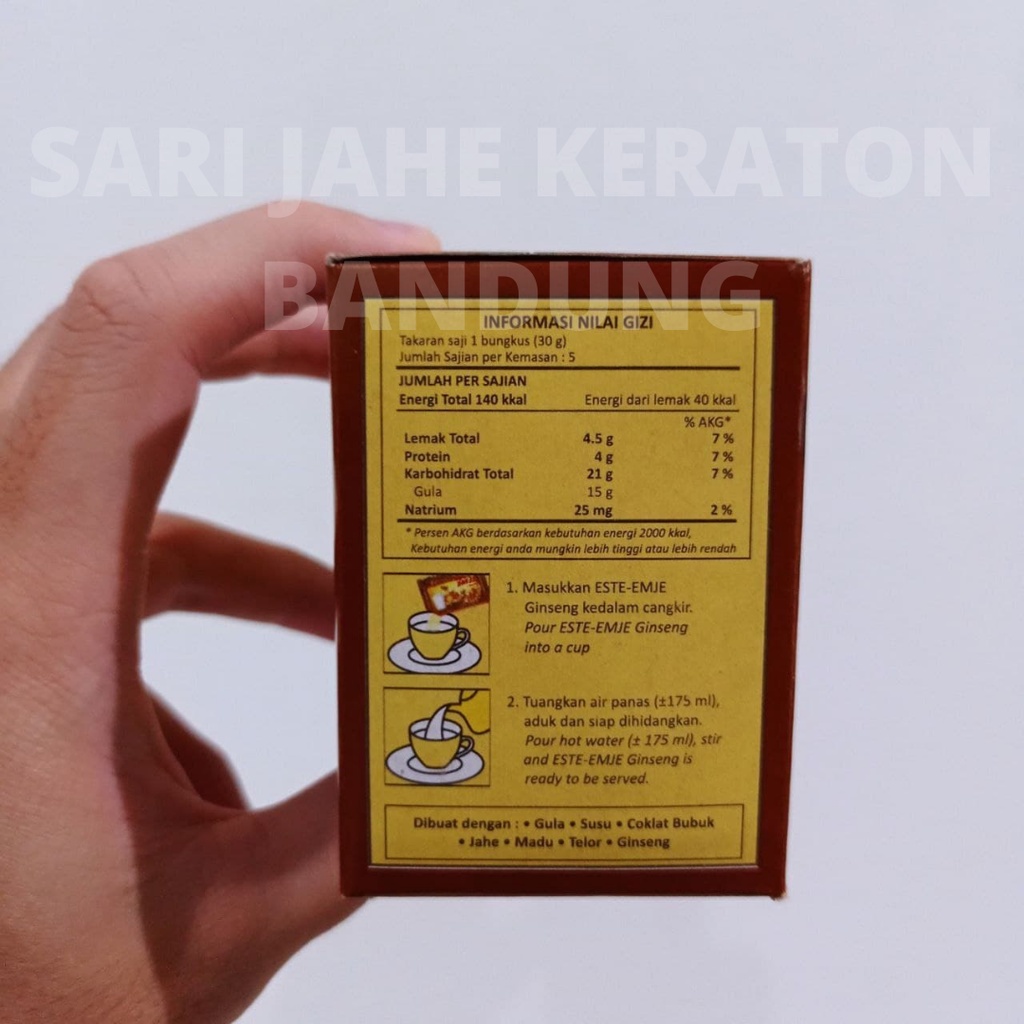 SARI JAHE KERATON
BANDUNG
INFORMASI NILAI GIZI
Takaran saji 1 bungkus (30 g)
Jumlah Sajian per Kemasan : 5
JUMLAH PER SAJIAN
Energi Total 140 kkal Energi dari lemak 40 kkal
% AKG*
Lemak Total 4.5 g 7 %
Protein 4 g 7 %
Karbohidrat Total 21 g 7 %
Gula 15 g
Natrium 25 mg 2 %
* Persen AKG berdasarkan kebutuhan energi 2000 kkal,
Kebutuhan energi anda mungkin lebih tinggi atau lebih rendah
1. Masukkan ESTE-EMJE
Ginseng kedalam cangkir.
Pour ESTE-EMJE Ginseng
into a cup
2. Tuangkan air panas (±175 ml),
aduk dan siap dihidangkan.
Pour hot water (± 175 ml), stir
and ESTE-EMJE Ginseng is
ready to be served.
Dibuat dengan : • Gula • Susu • Coklat Bubuk
• Jahe • Madu • Telor • Ginseng